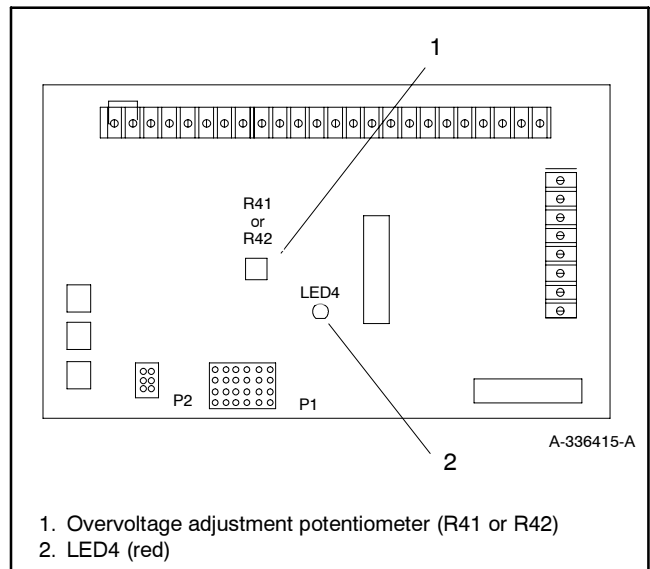 1
R41
or
R42
LED4
P2
P1
A-336415-A
2
1. Overvoltage adjustment potentiometer (R41 or R42)
2. LED4 (red)